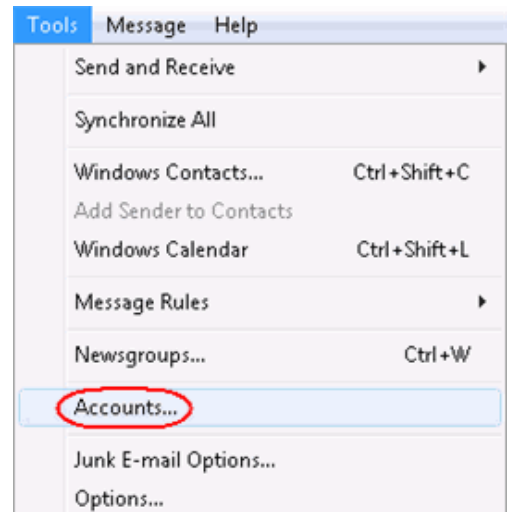 Tools Message Help
Send and Receive
Synchronize All
Windows Contacts... Ctrl+Shift+C
Add Sender to Contacts
Windows Calendar Ctrl+Shift+L
Message Rules
Newsgroups... Ctrl+W
Accounts...
Junk E-mail Options...
Options...